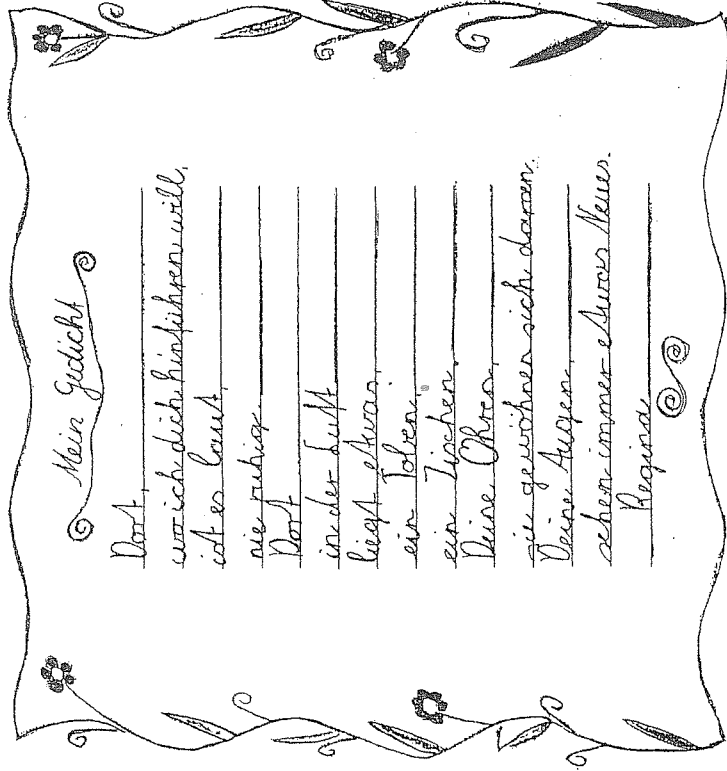 Mein Gedicht
Dort,
wo ich dich hinführen will,
ist es laut,
nie ruhig.
Dort
in der Luft
liegt etwas,
ein Toben,
ein Zischen.
Deine Ohren,
sie gewöhnen sich daran.
Deine Augen,
sehen immer etwas Neues.
Regina